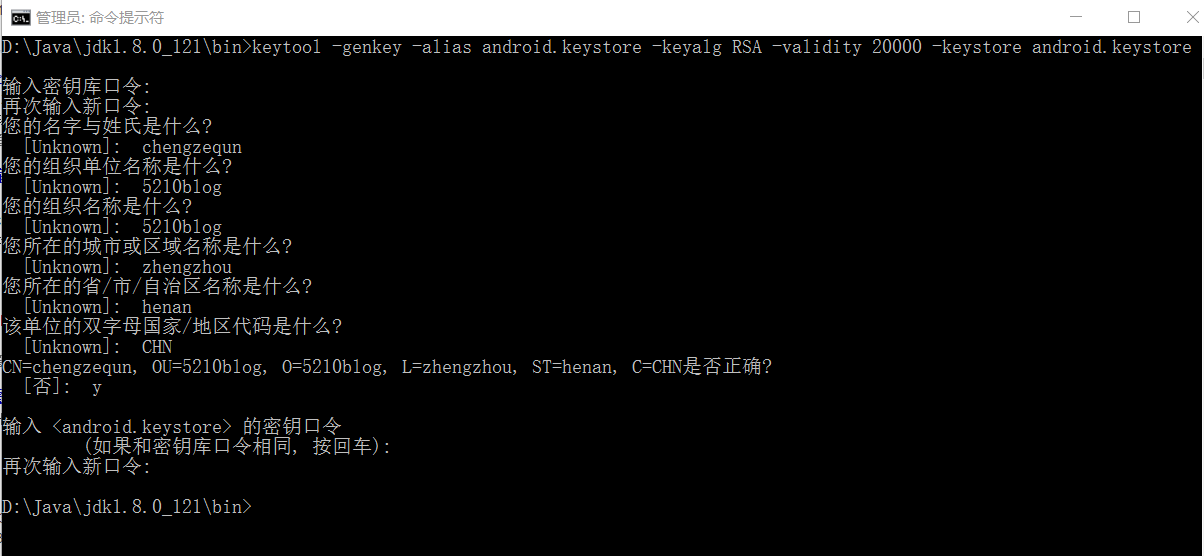 管理员: 命令提示符
D:\Java\jdk1.8.0_121\bin>keytool -genkey -alias android.keystore -keyalg RSA -validity 20000 -keystore android.keystore
输入密钥库口令:
再次输入新口令:
您的名字与姓氏是什么?
[Unknown]:  chengzequn
您的组织单位名称是什么?
[Unknown]:  5210blog
您的组织名称是什么?
[Unknown]:  5210blog
您所在的城市或区域名称是什么?
[Unknown]:  zhengzhou
您所在的省/市/自治区名称是什么?
[Unknown]:  henan
该单位的双字母国家/地区代码是什么?
[Unknown]:  CHN
CN=chengzequn, OU=5210blog, O=5210blog, L=zhengzhou, ST=henan, C=CHN是否正确?
[否]:  y
输入 <android.keystore> 的密钥口令
(如果和密钥库口令相同, 按回车):
再次输入新口令:
D:\Java\jdk1.8.0_121\bin>